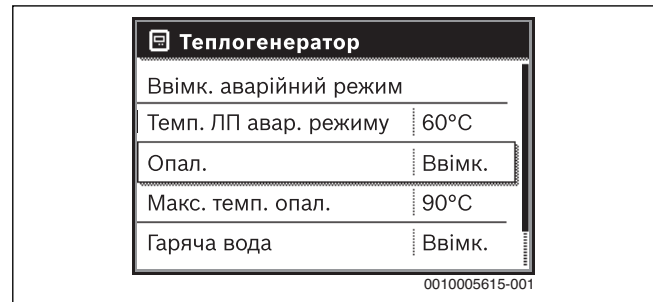 Теплогенератор
Ввімк. аварійний режим
Темп. ЛП авар. режиму 60°C
Опал. Ввімк.
Макс. темп. опал. 90°C
Гаряча вода Ввімк.
0010005615-001